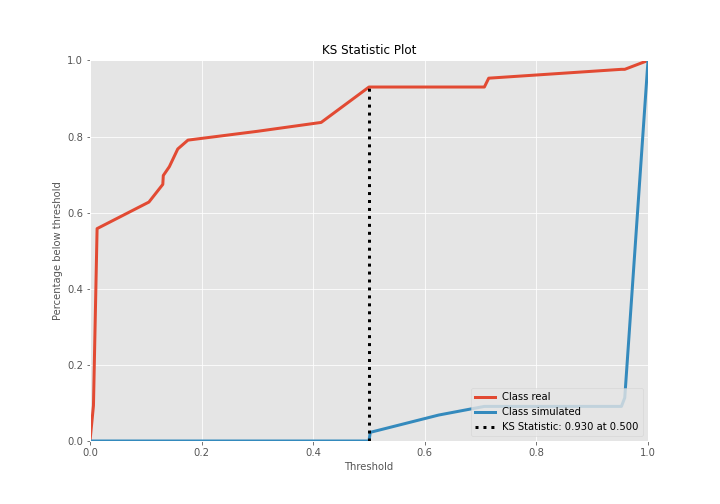 KS Statistic Plot
1.0
0.8
0.6
0.4
0.2
0.0
Percentage below threshold
0.0 0.2 0.4 0.6 0.8 1.0
Threshold
Class real
Class simulated
KS Statistic: 0.930 at 0.500